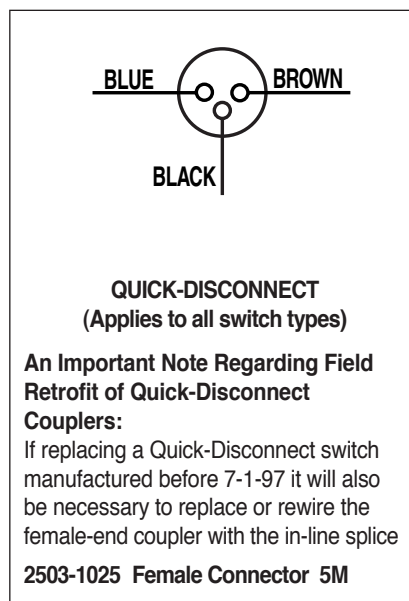 BLUE BROWN
BLACK
QUICK-DISCONNECT
(Applies to all switch types)
An Important Note Regarding Field
Retrofit of Quick-Disconnect
Couplers:
If replacing a Quick-Disconnect switch
manufactured before 7-1-97 it will also
be necessary to replace or rewire the
female-end coupler with the in-line splice
2503-1025 Female Connector 5M